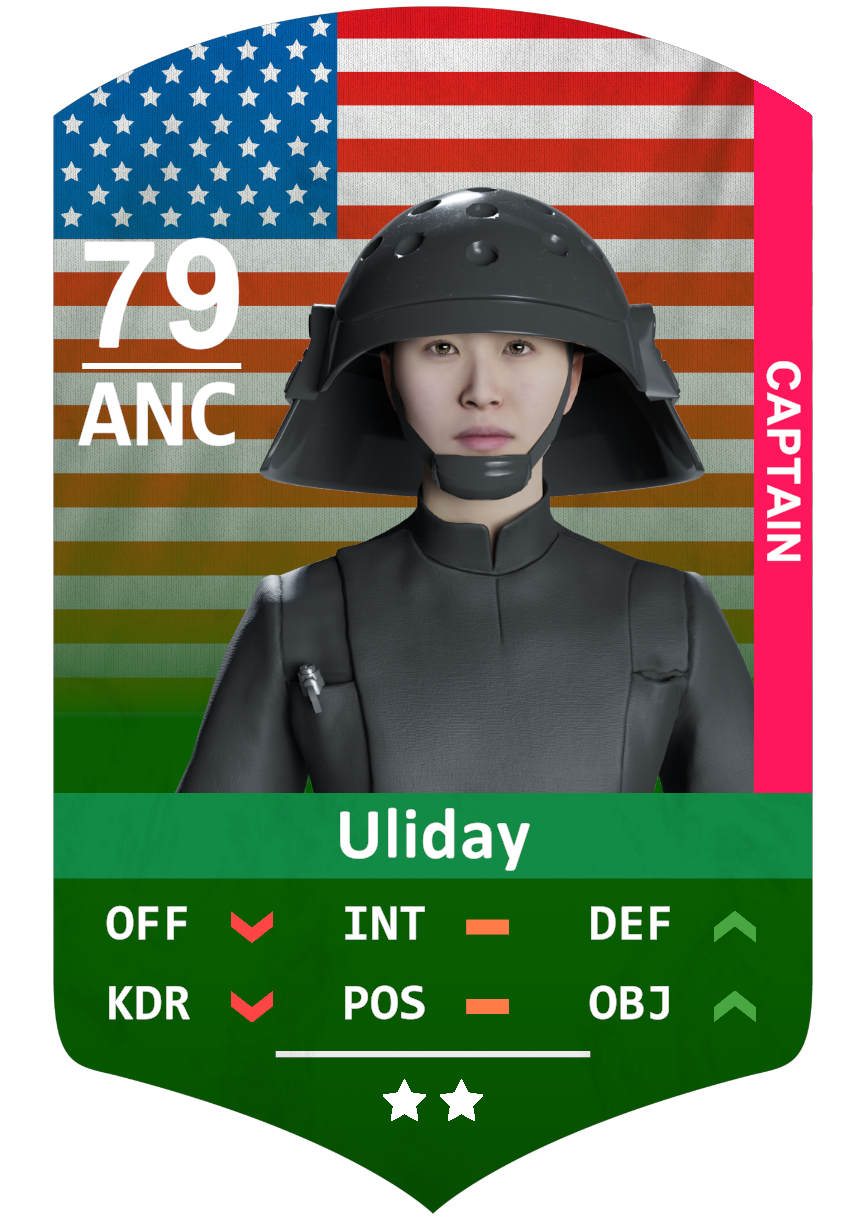 79
ANC
CAPTAIN
Uliday
OFF INT DEF
KDR POS OBJ